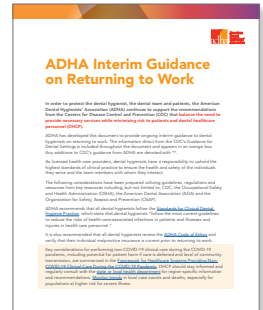 adha
ADHA Interim Guidance
on Returning to Work
In order to protect the dental hygienist, the dental team and patients, the American
Dental Hygienists' Association (ADHA) continues to support the recommendations
from the Centers for Disease Control and Prevention (CDC) that balance the need to
provide necessary services while minimizing risk to patients and dental healthcare
personnel (DHCP).
ADHA has developed this document to provide ongoing interim guidance to dental
hygienists on returning to work. The information direct from the CDC's Guidance for
Dental Settings is included throughout the document and appears in an orange box.
Any additions to CDC's guidance from ADHA are denoted with **.
As licensed health care providers, dental hygienists have a responsibility to uphold the
highest standards of clinical practice to ensure the health and safety of the individuals
they serve and the team members with whom they interact.
The following considerations have been prepared utilizing guidelines, regulations and
resources from key resources including, but not limited to, CDC, the Occupational Safety
and Health Administration (OSHA), the American Dental Association (ADA) and the
Organization for Safety, Asepsis and Prevention (OSAP).
ADHA recommends that all dental hygienists follow the Standards for Clinical Dental
Hygiene Practice, which state that dental hygienists "follow the most current guidelines
to reduce the risks of health-care-associated infections in patients and illnesses and
injuries in health care personnel."
It is also recommended that all dental hygienists review the ADHA Code of Ethics and
verify that their individual malpractice insurance is current prior to returning to work.
Key considerations for performing non-COVID-19 clinical care during the COVID-19
pandemic, including potential for patient harm if care is deferred and level of community
transmission, are summarized in the Framework for Healthcare Systems Providing Non-
COVID-19 Clinical Care During the COVID-19 Pandemic. DHCP should stay informed and
regularly consult with the state or local health department for region-specific information
and recommendations. Monitor trends in local case counts and deaths, especially for
populations at higher risk for severe illness.